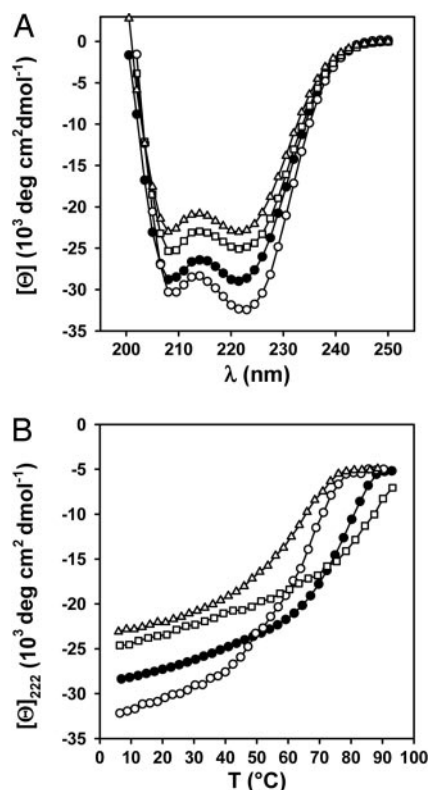 A
0
-5
-10
-15
-20
-25
-30
-35
[Θ] (10³ deg cm²dmol⁻¹)
200 210 220 230 240 250
λ (nm)
B
0
-5
-10
-15
-20
-25
-30
-35
[Θ]₂₂₂ (10³ deg cm² dmol⁻¹)
0 10 20 30 40 50 60 70 80 90 100
T (°C)